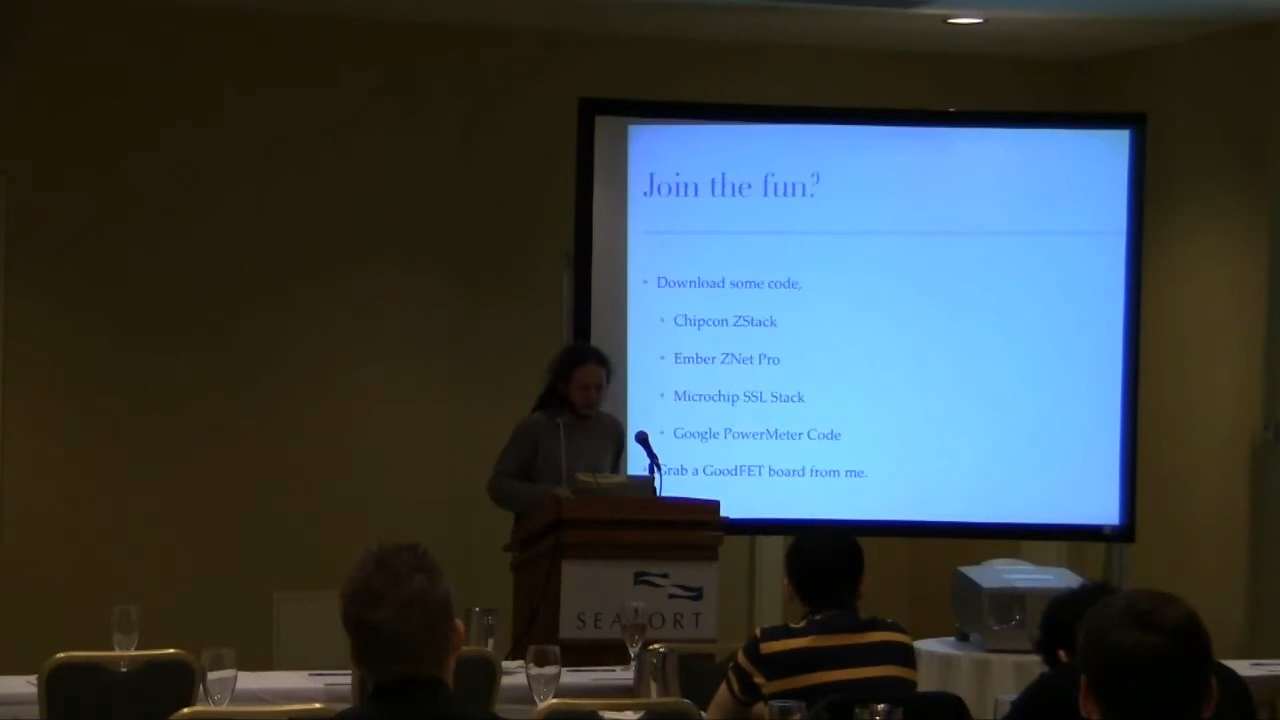 Join the fun?
Download some code,
Chipcon ZStack
Ember ZNet Pro
Microchip SSL Stack
Google PowerMeter Code
Grab a GoodFET board from me.
SEAPORT